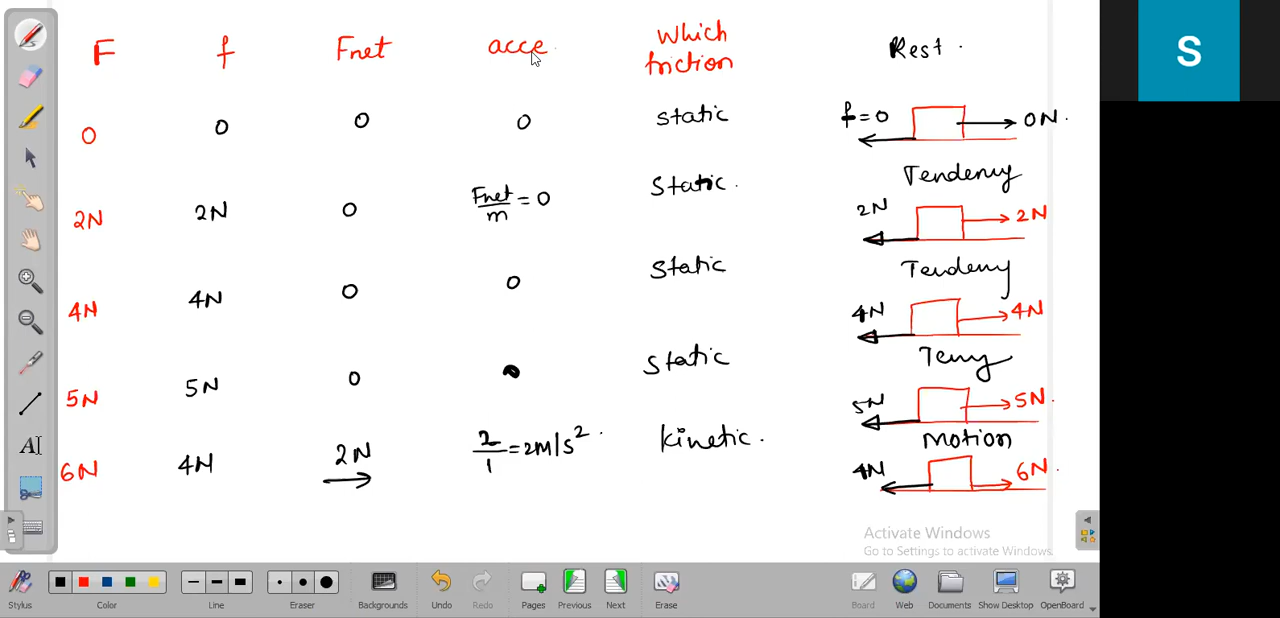 F f Fnet acce which friction Rest .
S
0 0 0 0 static f = 0 0N .
Tendency
2N 2N 0 Fnet/m = 0 static . 2N 2N
Tendeny
4N 4N 0 0 static 4N 4N
Teny
5N 5N 0 static 5N 5N .
Motion
6N 4N 2N 2/1 = 2M/S² . kinetic . 4N 6N .
Activate Windows
Go to Settings to activate Windows.
Stylus Color Line Eraser Backgrounds Undo Redo Pages Previous Next Erase Board Web Documents Show Desktop OpenBoard